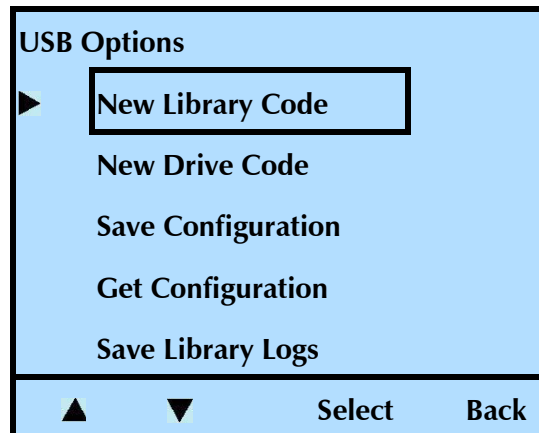 USB Options
New Library Code
New Drive Code
Save Configuration
Get Configuration
Save Library Logs
Select Back